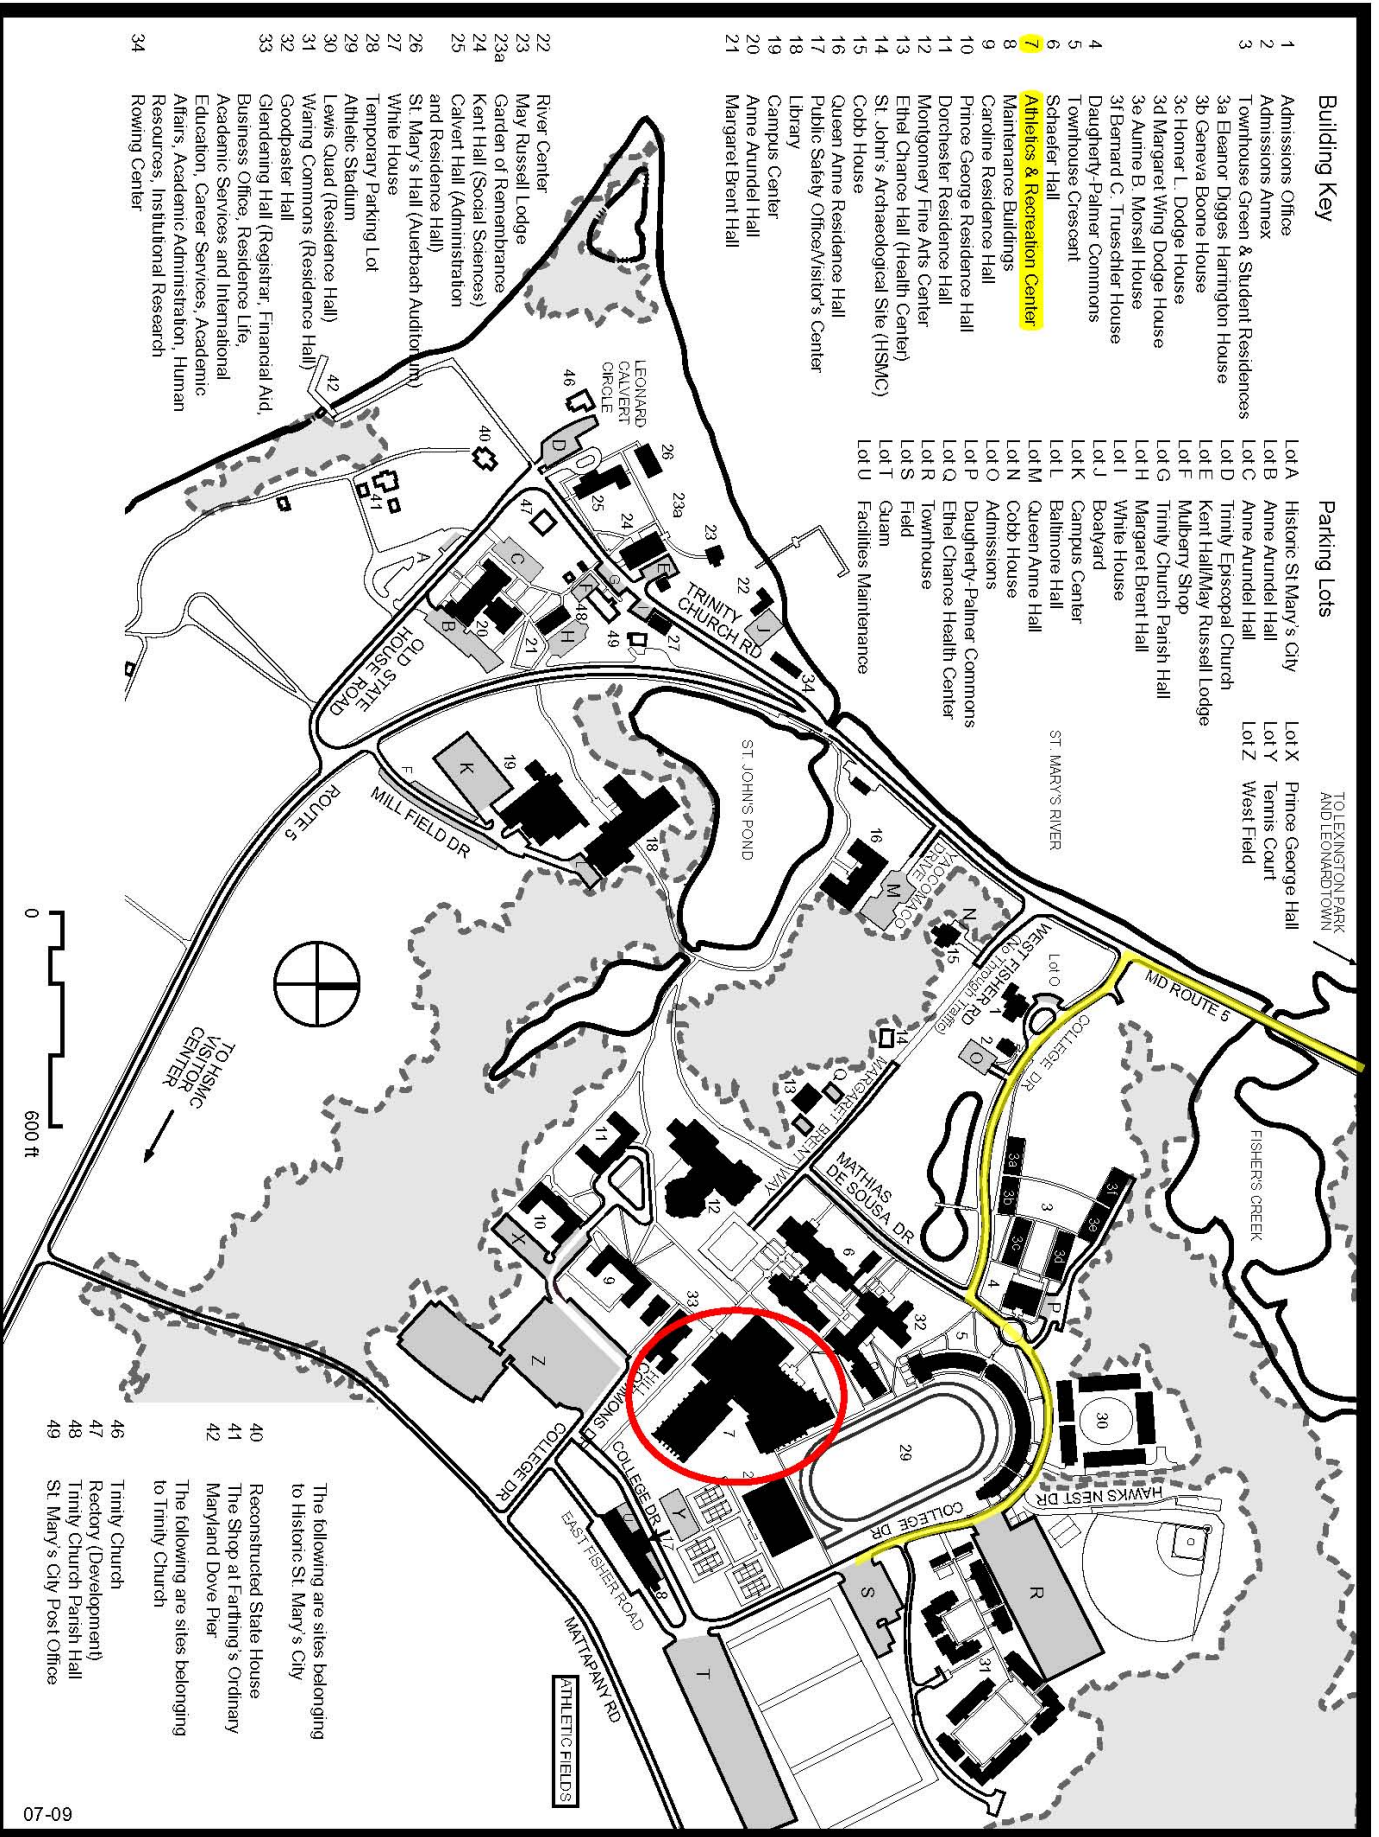 Building Key
1 Admissions Office
2 Admissions Annex
3 Townhouse Green & Student Residences
3a Eleanor Digges Harrington House
3b Geneva Boone House
3c Homer L. Dodge House
3d Margaret Wing Dodge House
3e Aurine B. Morsell House
3f Bernard C. Trueschler House
4 Daugherty-Palmer Commons
5 Townhouse Crescent
6 Schaefer Hall
7 Athletics & Recreation Center
8 Maintenance Buildings
9 Caroline Residence Hall
10 Prince George Residence Hall
11 Dorchester Residence Hall
12 Montgomery Fine Arts Center
13 Ethel Chance Hall (Health Center)
14 St. John's Archaeological Site (HSMC)
15 Cobb House
16 Queen Anne Residence Hall
17 Public Safety Office/Visitor's Center
18 Library
19 Campus Center
20 Anne Arundel Hall
21 Margaret Brent Hall
22 River Center
23 May Russell Lodge
23a Garden of Remembrance
24 Kent Hall (Social Sciences)
25 Calvert Hall (Administration
and Residence Hall)
26 St. Mary's Hall (Auerbach Auditorium)
27 White House
28 Temporary Parking Lot
29 Athletic Stadium
30 Lewis Quad (Residence Hall)
31 Waring Commons (Residence Hall)
32 Goodpaster Hall
33 Glendening Hall (Registrar, Financial Aid,
Business Office, Residence Life,
Academic Services and International
Education, Career Services, Academic
Affairs, Academic Administration, Human
Resources, Institutional Research
34 Rowing Center
Parking Lots
Lot A Historic St Mary's City
Lot B Anne Arundel Hall
Lot C Anne Arundel Hall
Lot D Trinity Episcopal Church
Lot E Kent Hall/May Russell Lodge
Lot F Mulberry Shop
Lot G Trinity Church Parish Hall
Lot H Margaret Brent Hall
Lot I White House
Lot J Boatyard
Lot K Campus Center
Lot L Baltimore Hall
Lot M Queen Anne Hall
Lot N Cobb House
Lot O Admissions
Lot P Daugherty-Palmer Commons
Lot Q Ethel Chance Health Center
Lot R Townhouse
Lot S Field
Lot T Guam
Lot U Facilities Maintenance
Lot X Prince George Hall
Lot Y Tennis Court
Lot Z West Field
TO LEXINGTON PARK
AND LEONARDTOWN
ST. MARY'S RIVER
MD ROUTE 5
FISHER'S CREEK
LEONARD
CALVERT
CIRCLE
TRINITY
CHURCH RD
OLD STATE
HOUSE ROAD
ST. JOHN'S POND
MILL FIELD DR
ROUTE 5
YAOCOMACO
DRIVE
WEST FISHER RD
(No Through Traffic)
Lot O
COLLEGE DR
MARGARET BRENT WAY
MATHIAS
DE SOUSA DR
HAWKS NEST DR
COLLEGE DR
COLLEGE DR
COLLEGE DR
EAST FISHER ROAD
MATTAPANY RD
ATHLETIC FIELDS
TO HSMC
VISITOR
CENTER
0 600 ft
The following are sites belonging
to Historic St. Mary's City
40 Reconstructed State House
41 The Shop at Farthing's Ordinary
42 Maryland Dove Pier
The following are sites belonging
to Trinity Church
46 Trinity Church
47 Rectory (Development)
48 Trinity Church Parish Hall
49 St. Mary's City Post Office
07-09